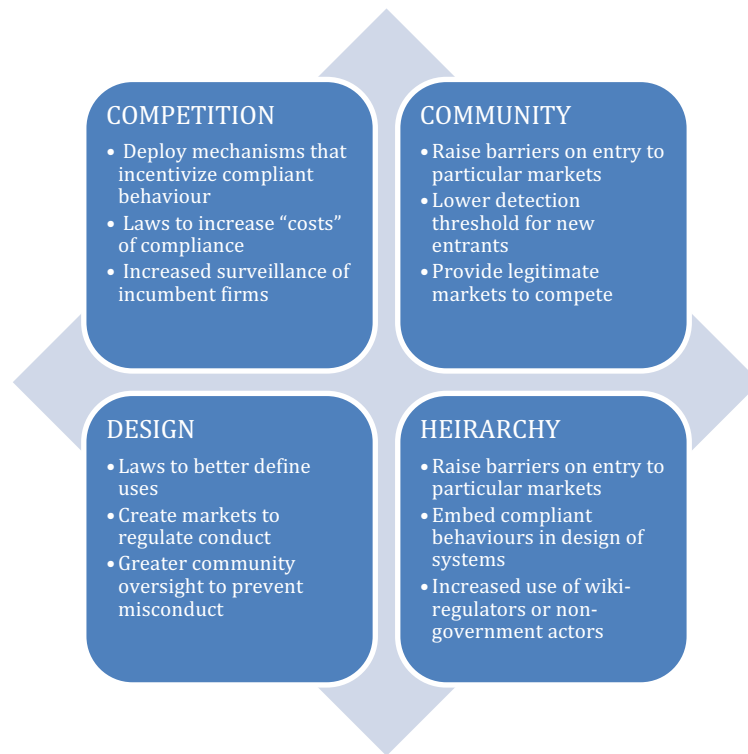 COMPETITION
• Deploy mechanisms that
incentivize compliant
behaviour
• Laws to increase “costs”
of compliance
• Increased surveillance of
incumbent firms
COMMUNITY
• Raise barriers on entry to
particular markets
• Lower detection
threshold for new
entrants
• Provide legitimate
markets to compete
DESIGN
• Laws to better define
uses
• Create markets to
regulate conduct
• Greater community
oversight to prevent
misconduct
HEIRARCHY
• Raise barriers on entry to
particular markets
• Embed compliant
behaviours in design of
systems
• Increased use of wiki-
regulators or non-
government actors